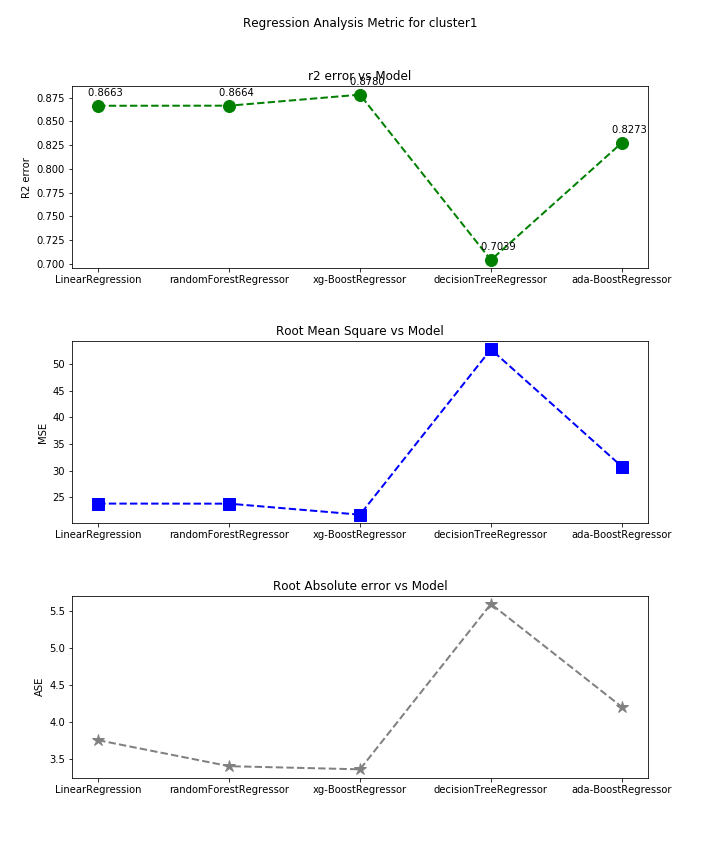 Regression Analysis Metric for cluster1
r2 error vs Model
0.8663
0.8664
0.8780
0.7039
0.8273
R2 error
0.875
0.850
0.825
0.800
0.775
0.750
0.725
0.700
LinearRegression randomForestRegressor xg-BoostRegressor decisionTreeRegressor ada-BoostRegressor
Root Mean Square vs Model
MSE
50
45
40
35
30
25
LinearRegression randomForestRegressor xg-BoostRegressor decisionTreeRegressor ada-BoostRegressor
Root Absolute error vs Model
ASE
5.5
5.0
4.5
4.0
3.5
LinearRegression randomForestRegressor xg-BoostRegressor decisionTreeRegressor ada-BoostRegressor